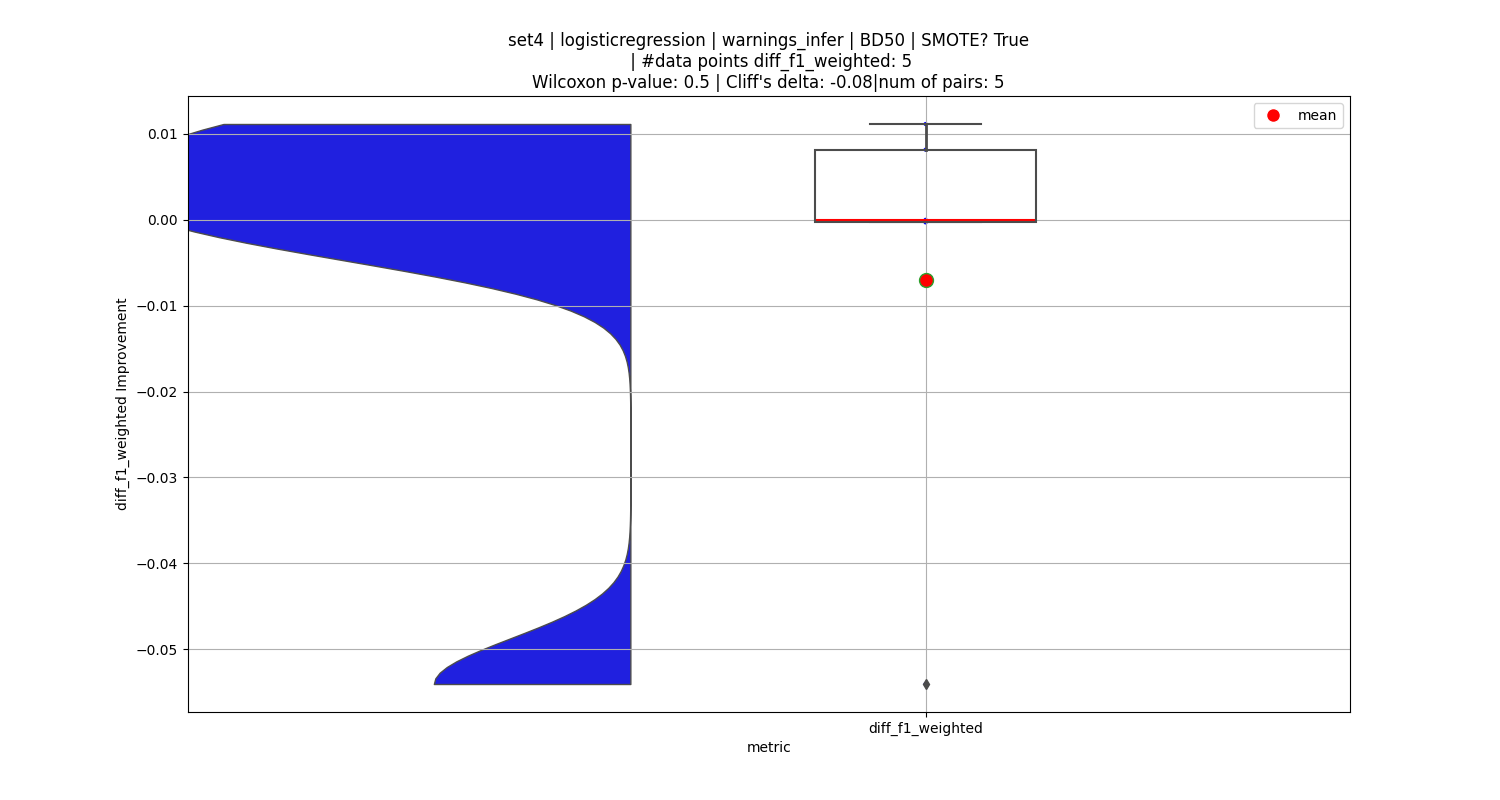 set4 | logisticregression | warnings_infer | BD50 | SMOTE? True
| #data points diff_f1_weighted: 5
Wilcoxon p-value: 0.5 | Cliff's delta: -0.08|num of pairs: 5
mean
0.01
0.00
−0.01
−0.02
−0.03
−0.04
−0.05
diff_f1_weighted Improvement
diff_f1_weighted
metric